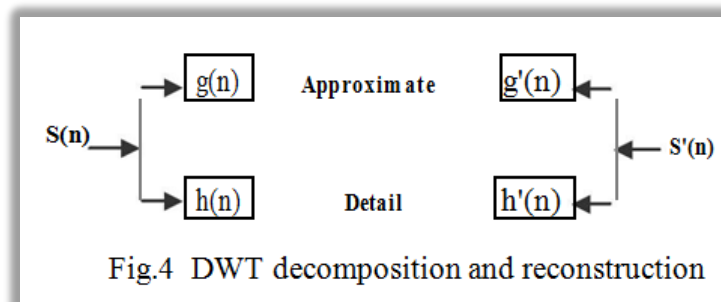 g(n) Approximate g'(n)
S(n) S'(n)
h(n) Detail h'(n)
Fig.4 DWT decomposition and reconstruction